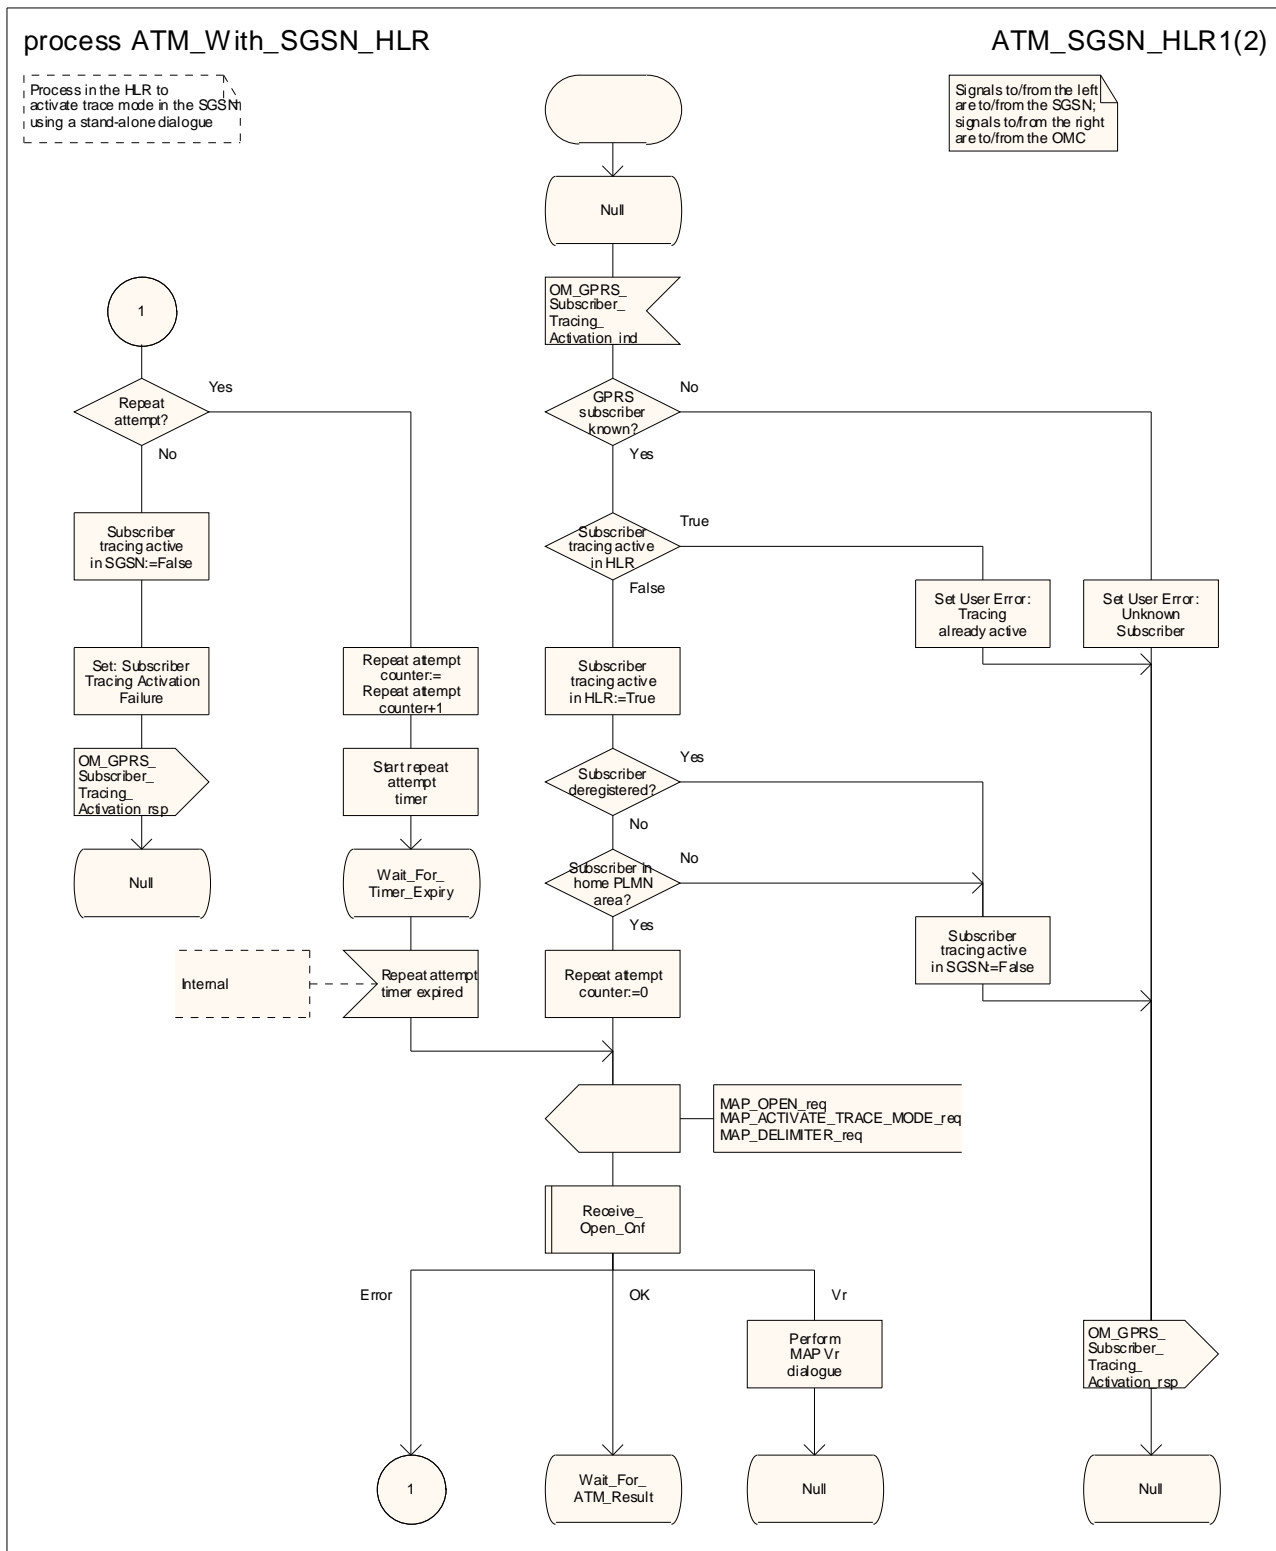 process ATM_With_SGSN_HLR
ATM_SGSN_HLR1(2)
Process in the HLR to
activate trace mode in the SGSN
using a stand-alone dialogue
Signals to/from the left
are to/from the SGSN;
signals to/from the right
are to/from the OMC
Null
OM_GPRS_
Subscriber_
Tracing_
Activation_ind
1
Yes
Repeat
attempt?
No
No
GPRS
subscriber
known?
Yes
Subscriber
tracing active
in SGSN:=False
True
Subscriber
tracing active
in HLR
False
Set User Error:
Tracing
already active
Set User Error:
Unknown
Subscriber
Set: Subscriber
Tracing Activation
Failure
Repeat attempt
counter:=
Repeat attempt
counter+1
Subscriber
tracing active
in HLR:=True
OM_GPRS_
Subscriber_
Tracing_
Activation_rsp
Start repeat
attempt
timer
Yes
Subscriber
deregistered?
No
Null
Wait_For_
Timer_Expiry
No
Subscriber in
home PLMN
area?
Yes
Subscriber
tracing active
in SGSN:=False
Internal
Repeat attempt
timer expired
Repeat attempt
counter:=0
MAP_OPEN_req
MAP_ACTIVATE_TRACE_MODE_req
MAP_DELIMITER_req
Receive_
Open_Cnf
Error
OK
Vr
Perform
MAP Vr
dialogue
OM_GPRS_
Subscriber_
Tracing_
Activation_rsp
1
Wait_For_
ATM_Result
Null
Null